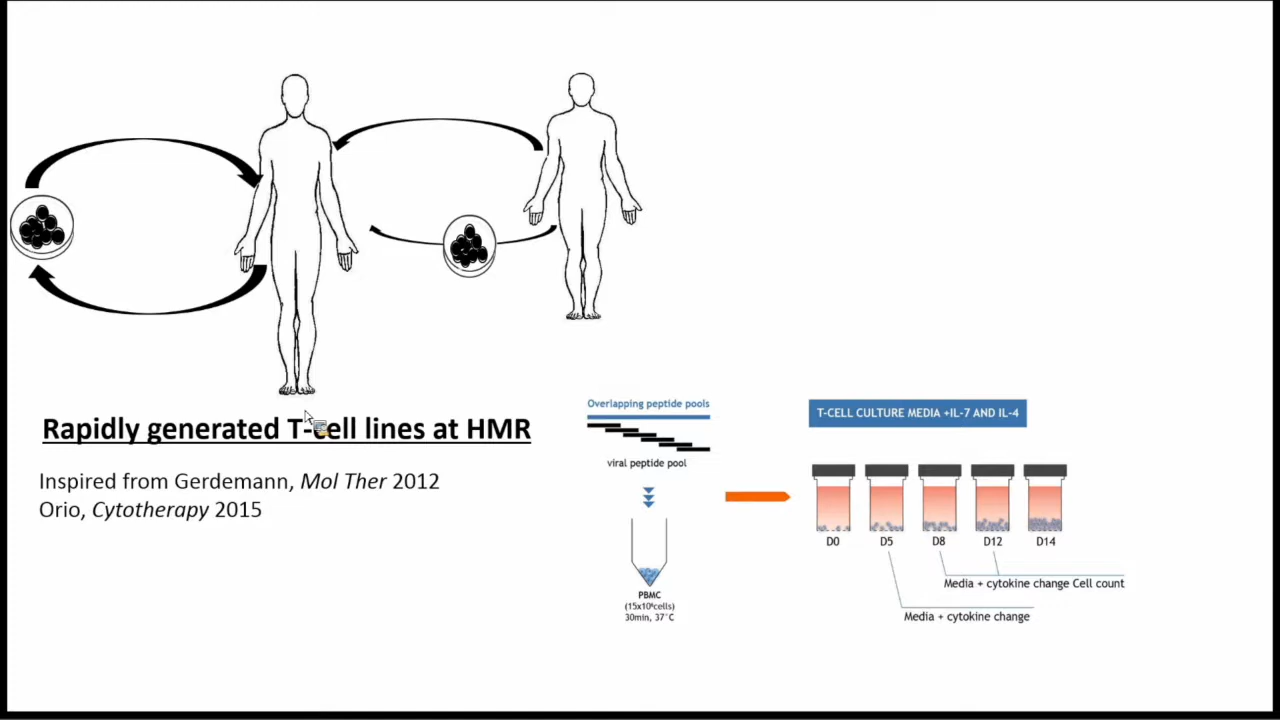 Rapidly generated T-cell lines at HMR
Inspired from Gerdemann, Mol Ther 2012
Orio, Cytotherapy 2015
Overlapping peptide pools
viral peptide pool
PBMC
(15x10⁶cells)
30min, 37°C
T-CELL CULTURE MEDIA +IL-7 AND IL-4
D0 D5 D8 D12 D14
Media + cytokine change Cell count
Media + cytokine change